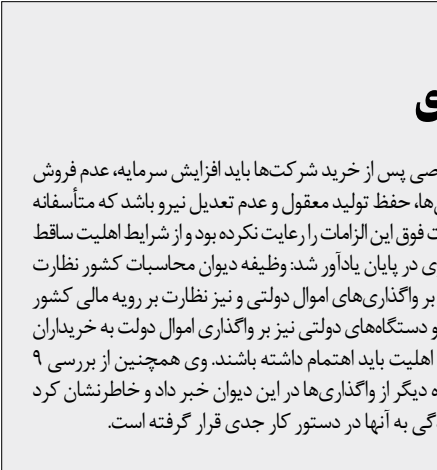 ی
صی پس از خرید شرکت‌ها باید افزایش سرمایه، عدم فروش
ها، حفظ تولید معقول و عدم تعدیل نیرو باشد که متأسفانه
ت فوق این الزامات را رعایت نکرده بود و از شرایط اهلیت ساقط
ی در پایان یادآور شد: وظیفه دیوان محاسبات کشور نظارت
بر واگذاری‌های اموال دولتی و نیز نظارت بر رویه مالی کشور
و دستگاه‌های دولتی نیز بر واگذاری اموال دولت به خریداران
اهلیت باید اهتمام داشته باشند. وی همچنین از بررسی ۹
ه دیگر از واگذاری‌ها در این دیوان خبر داد و خاطرنشان کرد
گی به آنها در دستور کار جدی قرار گرفته است.